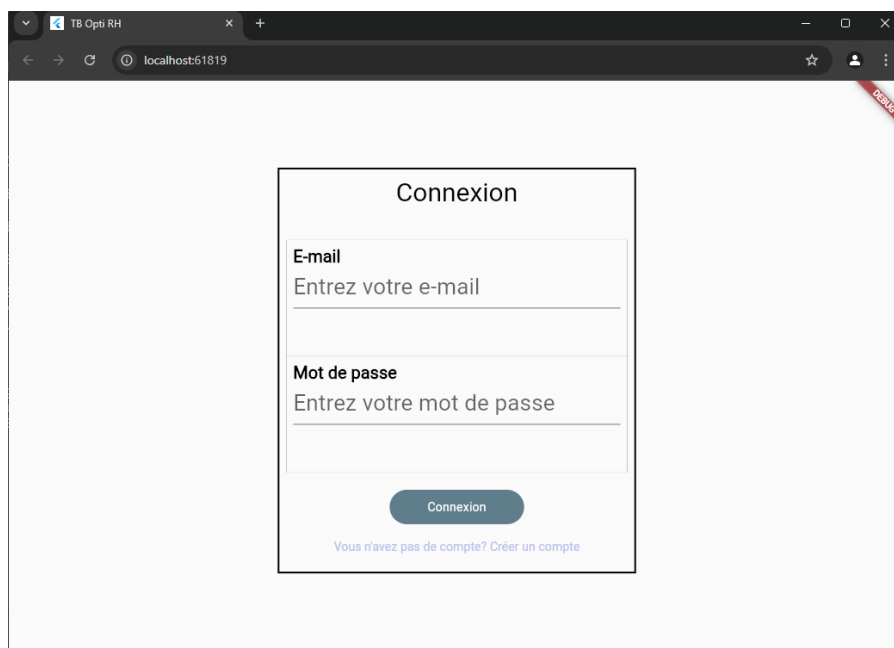 TB Opti RH
localhost:61819
DEBUG
Connexion
E-mail
Entrez votre e-mail
Mot de passe
Entrez votre mot de passe
Connexion
Vous n'avez pas de compte? Créer un compte